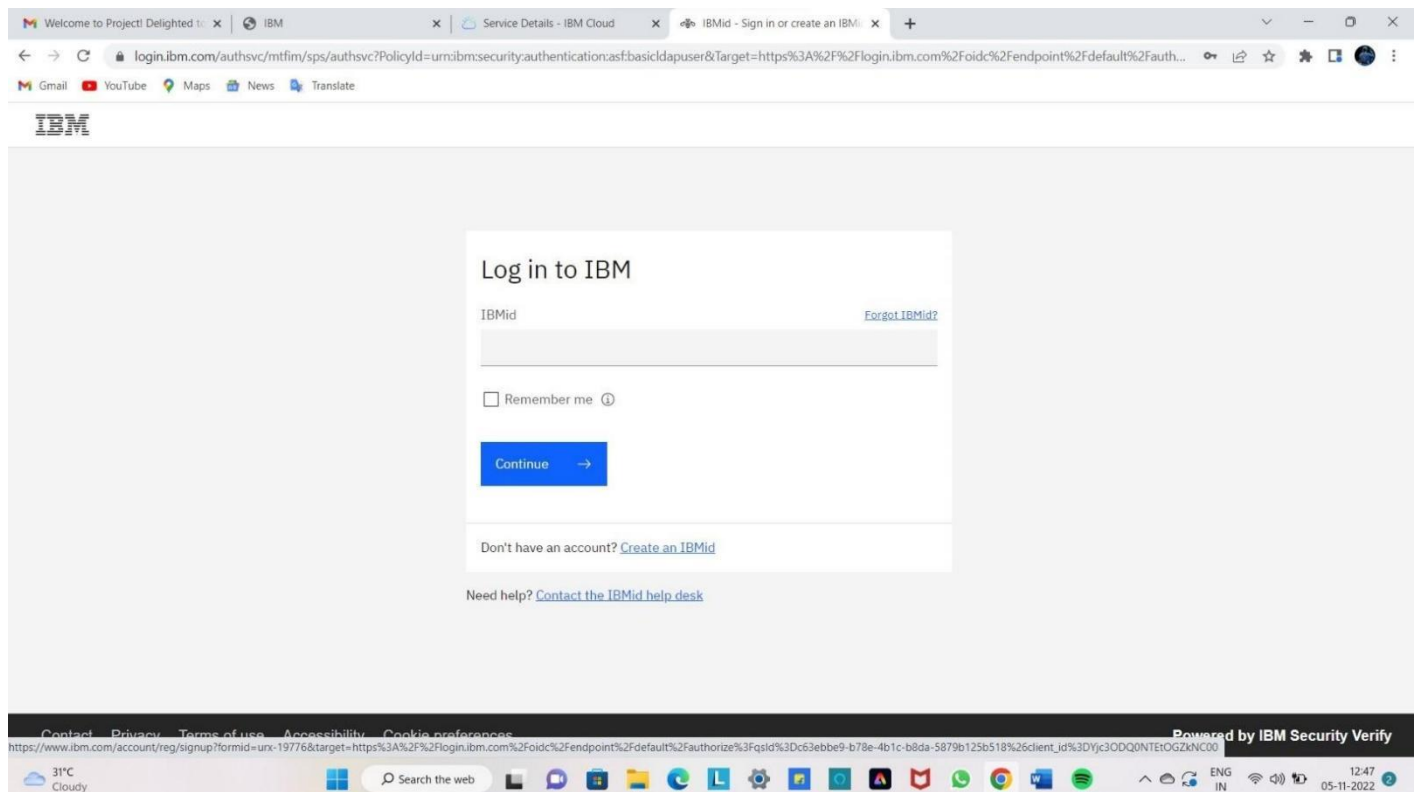 Welcome to Project! Delighted to
IBM
Service Details - IBM Cloud
IBMid - Sign in or create an IBMi
login.ibm.com/authsvc/mtfim/sps/authsvc?PolicyId=urn:ibm:security:authentication:asf:basicldapuser&Target=https%3A%2F%2Flogin.ibm.com%2Foidc%2Fendpoint%2Fdefault%2Fauth...
Gmail YouTube Maps News Translate
IBM
Log in to IBM
IBMid Forgot IBMid?
Remember me
Continue →
Don't have an account? Create an IBMid
Need help? Contact the IBMid help desk
Contact Privacy Terms of use Accessibility Cookie preferences Powered by IBM Security Verify
https://www.ibm.com/account/reg/signup?formid=urx-19776&target=https%3A%2F%2Flogin.ibm.com%2Foidc%2Fendpoint%2Fdefault%2Fauthorize%3FqsId%3Dc63ebbe9-b78e-4b1c-b8da-5879b125b518%26client_id%3DYjc3ODQ0NTEtOGZkNC00
31°C
Cloudy
Search the web
ENG
IN
12:47
05-11-2022
2